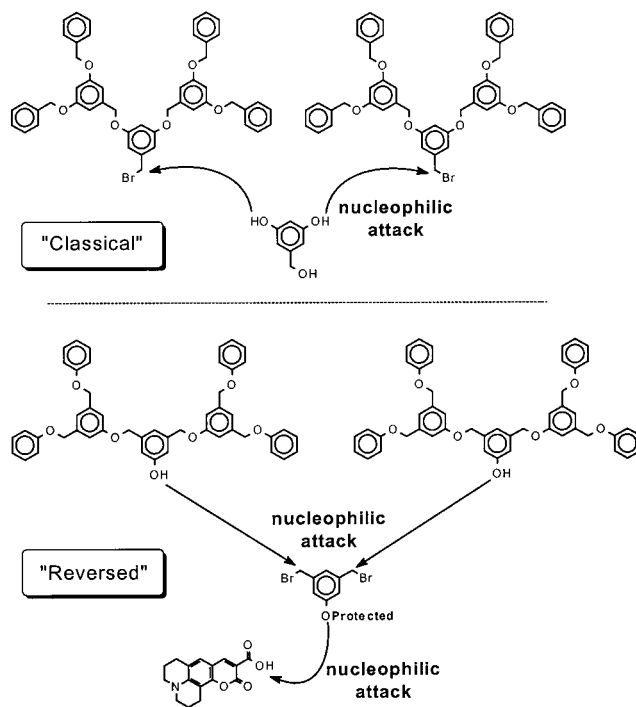 O O O O
O O O O
O O O O
Br Br
HO OH nucleophilic
attack
"Classical"
OH
O O O O
O O O O
O O O O
OH OH
nucleophilic
attack
"Reversed"
Br Br
OProtected
O
OH
N O O
nucleophilic
attack